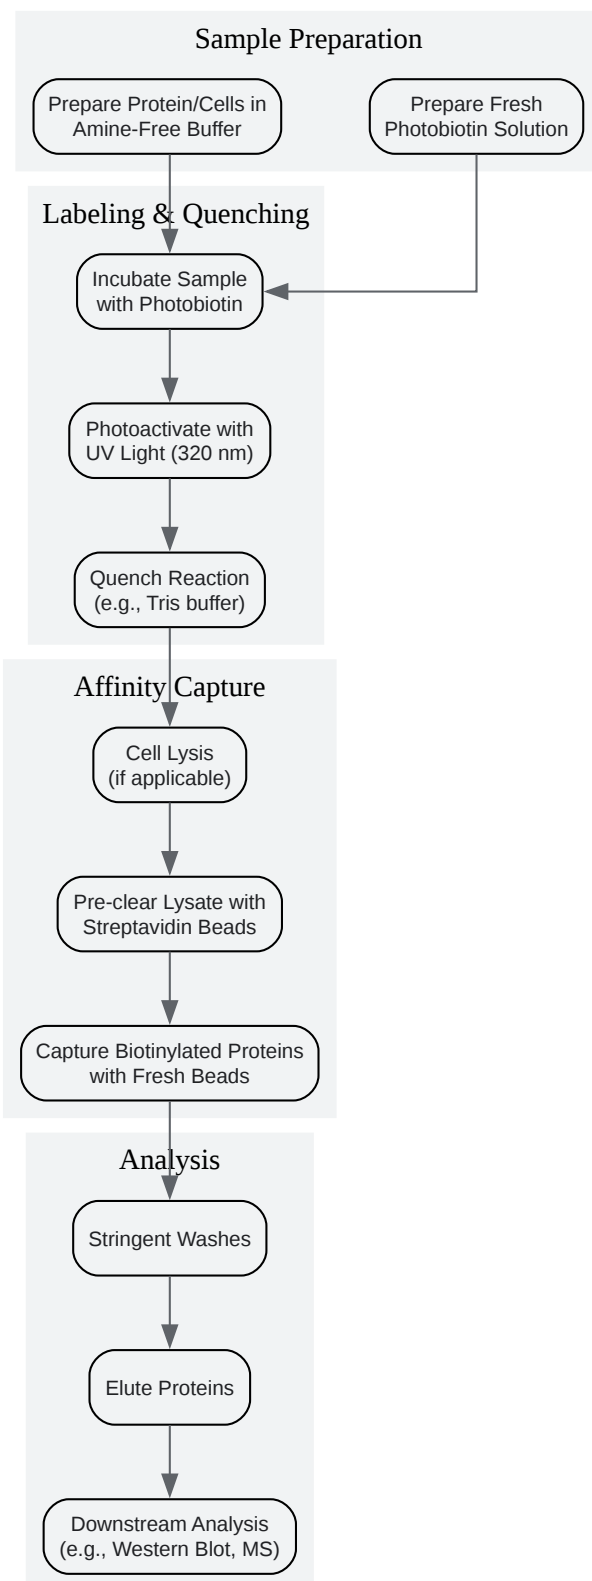 Sample Preparation
Prepare Protein/Cells in
Amine-Free Buffer
Prepare Fresh
Photobiotin Solution
Labeling & Quenching
Incubate Sample
with Photobiotin
Photoactivate with
UV Light (320 nm)
Quench Reaction
(e.g., Tris buffer)
Affinity Capture
Cell Lysis
(if applicable)
Pre-clear Lysate with
Streptavidin Beads
Capture Biotinylated Proteins
with Fresh Beads
Analysis
Stringent Washes
Elute Proteins
Downstream Analysis
(e.g., Western Blot, MS)